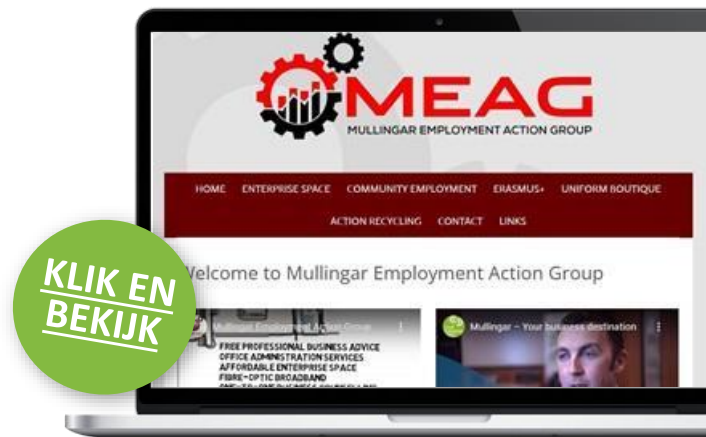 MEAG
MULLINGAR EMPLOYMENT ACTION GROUP
HOME ENTERPRISE SPACE COMMUNITY EMPLOYMENT ERASMUS+ UNIFORM BOUTIQUE
ACTION RECYCLING CONTACT LINKS
Welcome to Mullingar Employment Action Group
KLIK EN
BEKIJK
Mullingar Employment Action Group
FREE PROFESSIONAL BUSINESS ADVICE
OFFICE ADMINISTRATION SERVICES
AFFORDABLE ENTERPRISE SPACE
FIBRE-OPTIC BROADBAND
Mullingar – Your business destination